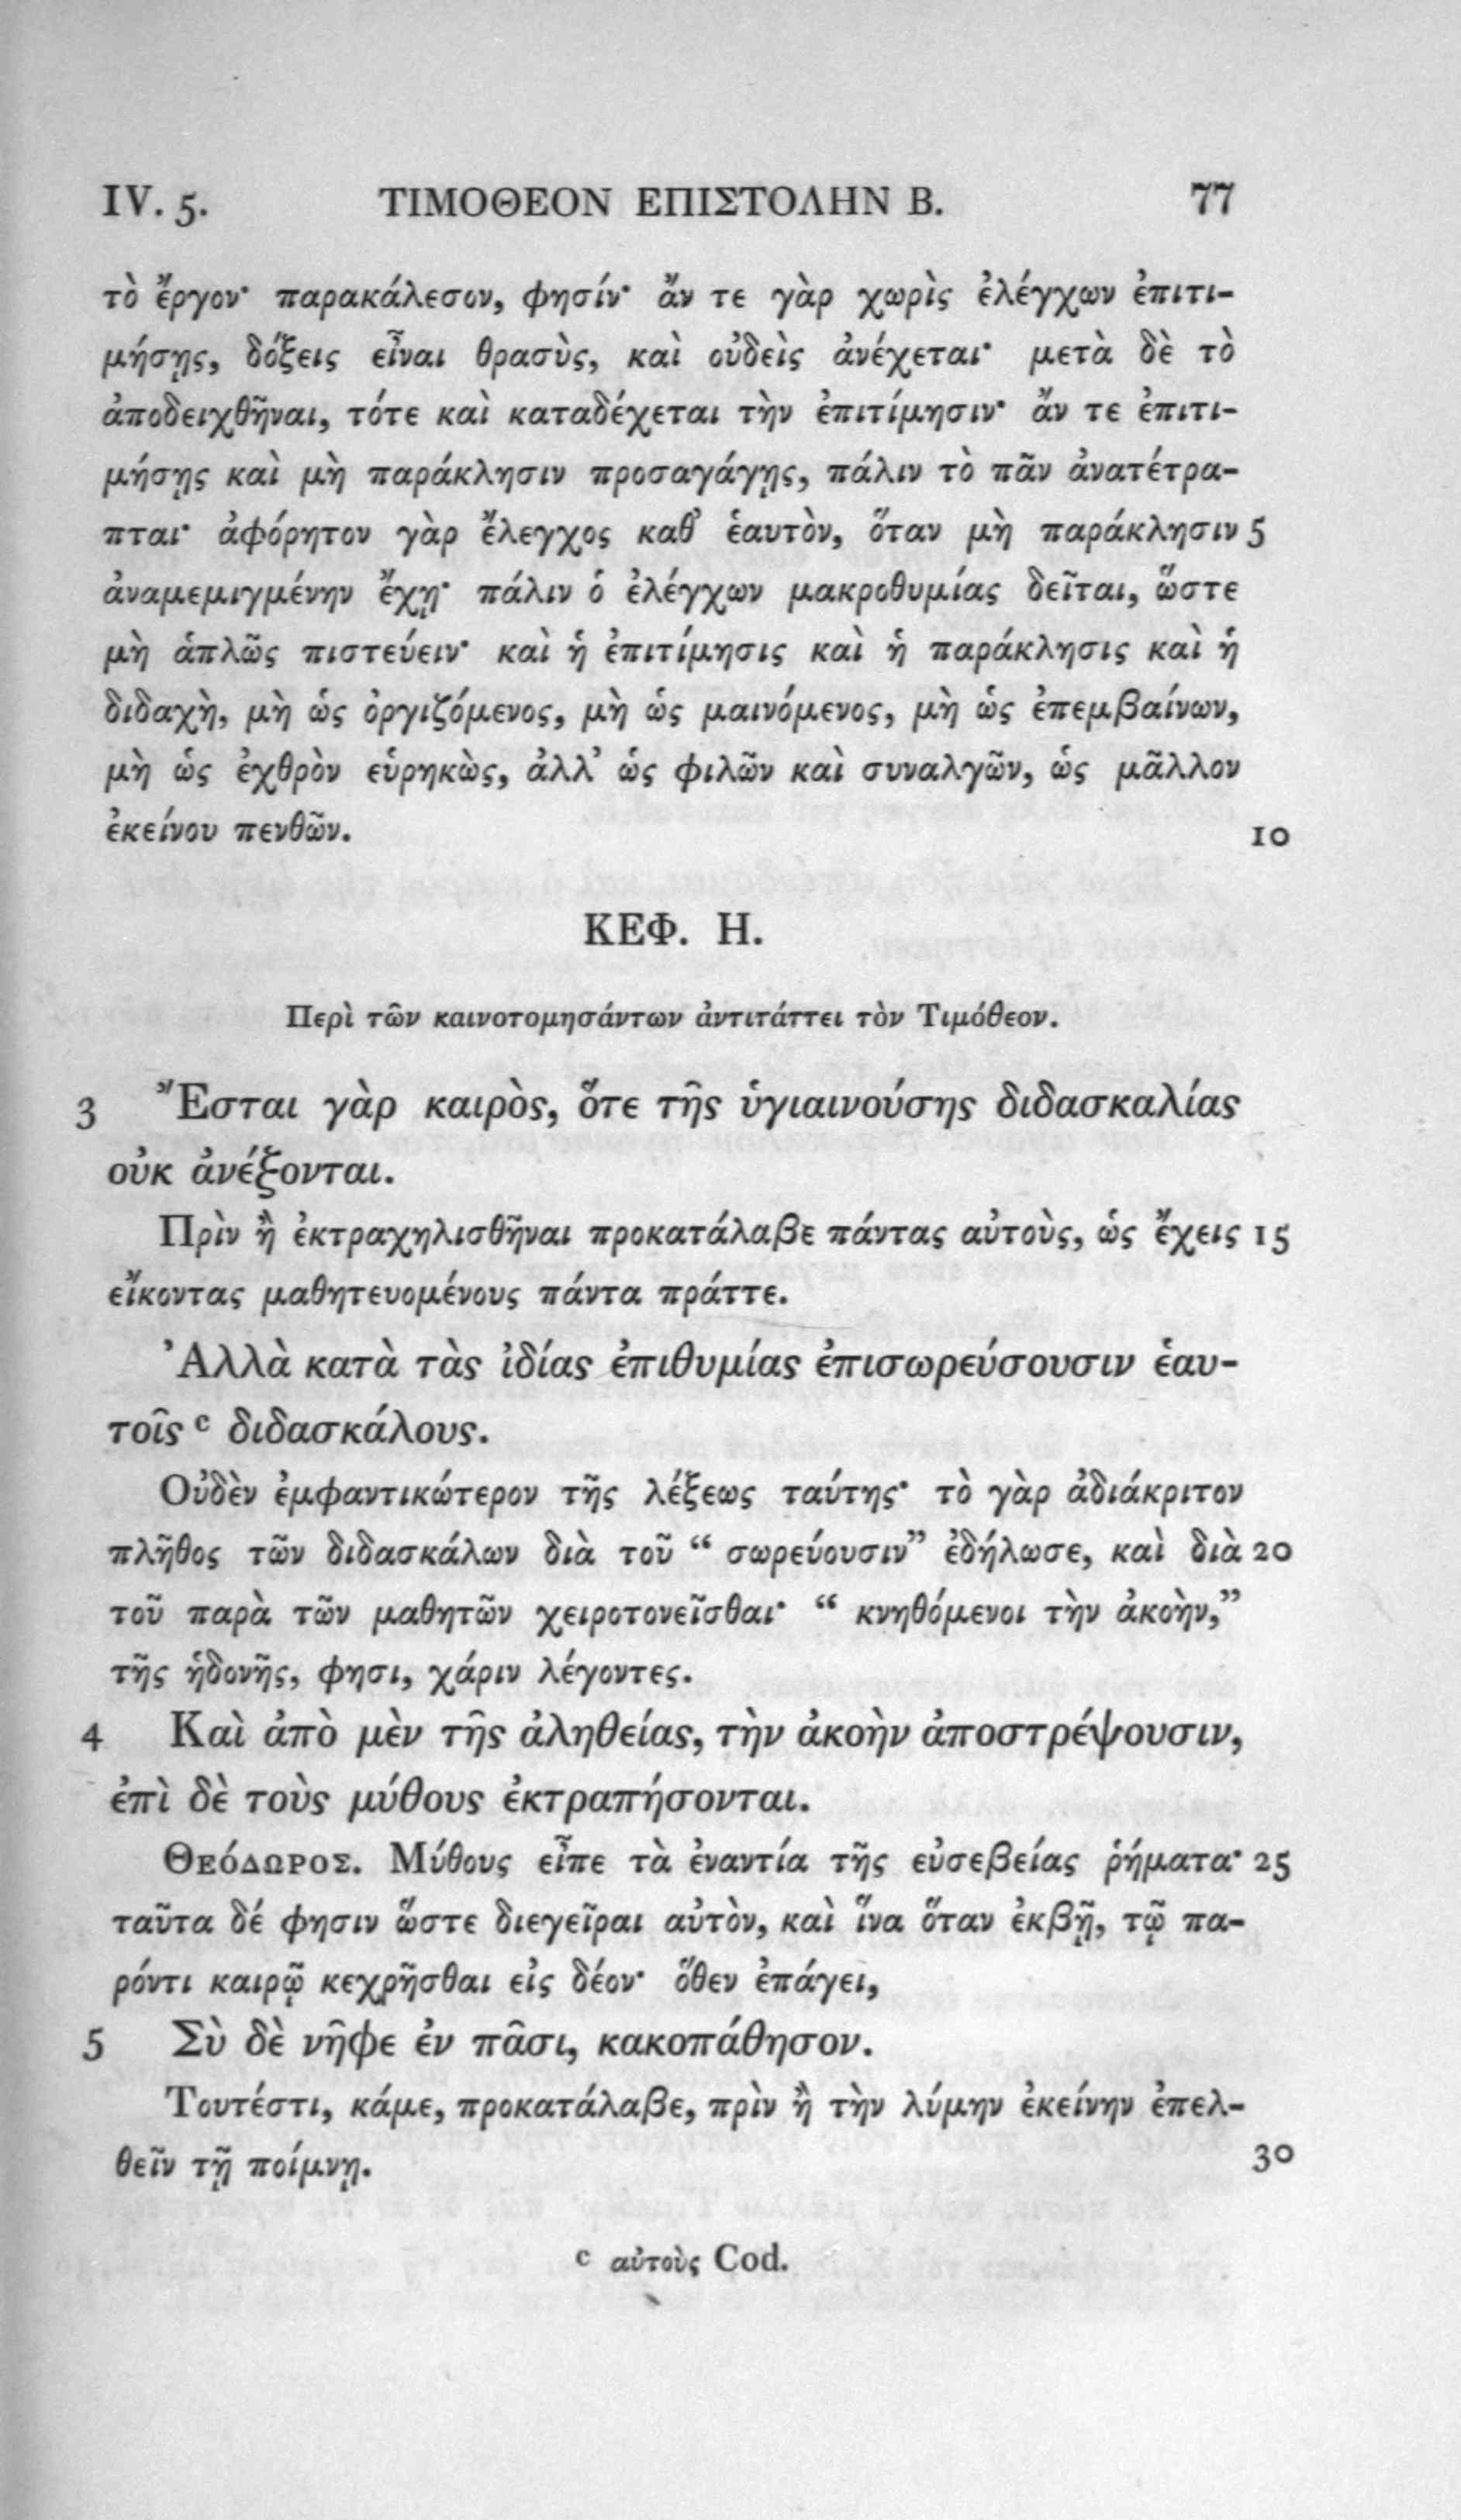 IV. 5. ΤΙΜΟΘΕΟΝ ΕΠΙΣΤΟΛΗΝ Β. 77
τὸ ἔργον· παρακάλεσον, φησίν· ἄν τε γὰρ χωρὶς ἐλέγχων ἐπιτι-
μήσῃς, δόξεις εἶναι θρασὺς, καὶ οὐδεὶς ἀνέχεται· μετὰ δὲ τὸ
ἀποδειχθῆναι, τότε καὶ καταδέχεται τὴν ἐπιτίμησιν· ἄν τε ἐπιτι-
μήσῃς καὶ μὴ παράκλησιν προσαγάγῃς, πάλιν τὸ πᾶν ἀνατέτρα-
πται· ἀφόρητον γὰρ ἔλεγχος καθ’ ἑαυτὸν, ὅταν μὴ παράκλησιν 5
ἀναμεμιγμένην ἔχῃ· πάλιν ὁ ἐλέγχων μακροθυμίας δεῖται, ὥστε
μὴ ἁπλῶς πιστεύειν· καὶ ἡ ἐπιτίμησις καὶ ἡ παράκλησις καὶ ἡ
διδαχὴ, μὴ ὡς ὀργιζόμενος, μὴ ὡς μαινόμενος, μὴ ὡς ἐπεμβαίνων,
μὴ ὡς ἐχθρὸν εὑρηκὼς, ἀλλ’ ὡς φιλῶν καὶ συναλγῶν, ὡς μᾶλλον
ἐκείνου πενθῶν. 10
ΚΕΦ. Η.
Περὶ τῶν καινοτομησάντων ἀντιτάττει τὸν Τιμόθεον.
3 Ἔσται γὰρ καιρὸς, ὅτε τῆς ὑγιαινούσης διδασκαλίας
οὐκ ἀνέξονται.
Πρὶν ἢ ἐκτραχηλισθῆναι προκατάλαβε πάντας αὐτοὺς, ὡς ἔχεις 15
εἴκοντας μαθητευομένους πάντα πράττε.
Ἀλλὰ κατὰ τὰς ἰδίας ἐπιθυμίας ἐπισωρεύσουσιν ἑαυ-
τοῖς c διδασκάλους.
Οὐδὲν ἐμφαντικώτερον τῆς λέξεως ταύτης· τὸ γὰρ ἀδιάκριτον
πλῆθος τῶν διδασκάλων διὰ τοῦ “ σωρεύουσιν” ἐδήλωσε, καὶ διὰ 20
τοῦ παρὰ τῶν μαθητῶν χειροτονεῖσθαι· “ κνηθόμενοι τὴν ἀκοὴν,”
τῆς ἡδονῆς, φησι, χάριν λέγοντες.
4 Καὶ ἀπὸ μὲν τῆς ἀληθείας, τὴν ἀκοὴν ἀποστρέψουσιν,
ἐπὶ δὲ τοὺς μύθους ἐκτραπήσονται.
Θεόδωρος. Μύθους εἶπε τὰ ἐναντία τῆς εὐσεβείας ῥήματα· 25
ταῦτα δέ φησιν ὥστε διεγεῖραι αὐτὸν, καὶ ἵνα ὅταν ἐκβῇ, τῷ πα-
ρόντι καιρῷ κεχρῆσθαι εἰς δέον· ὅθεν ἐπάγει,
5 Σὺ δὲ νῆφε ἐν πᾶσι, κακοπάθησον.
Τουτέστι, κάμε, προκατάλαβε, πρὶν ἢ τὴν λύμην ἐκείνην ἐπελ-
θεῖν τῇ ποίμνῃ. 30
c αὐτοὺς Cod.